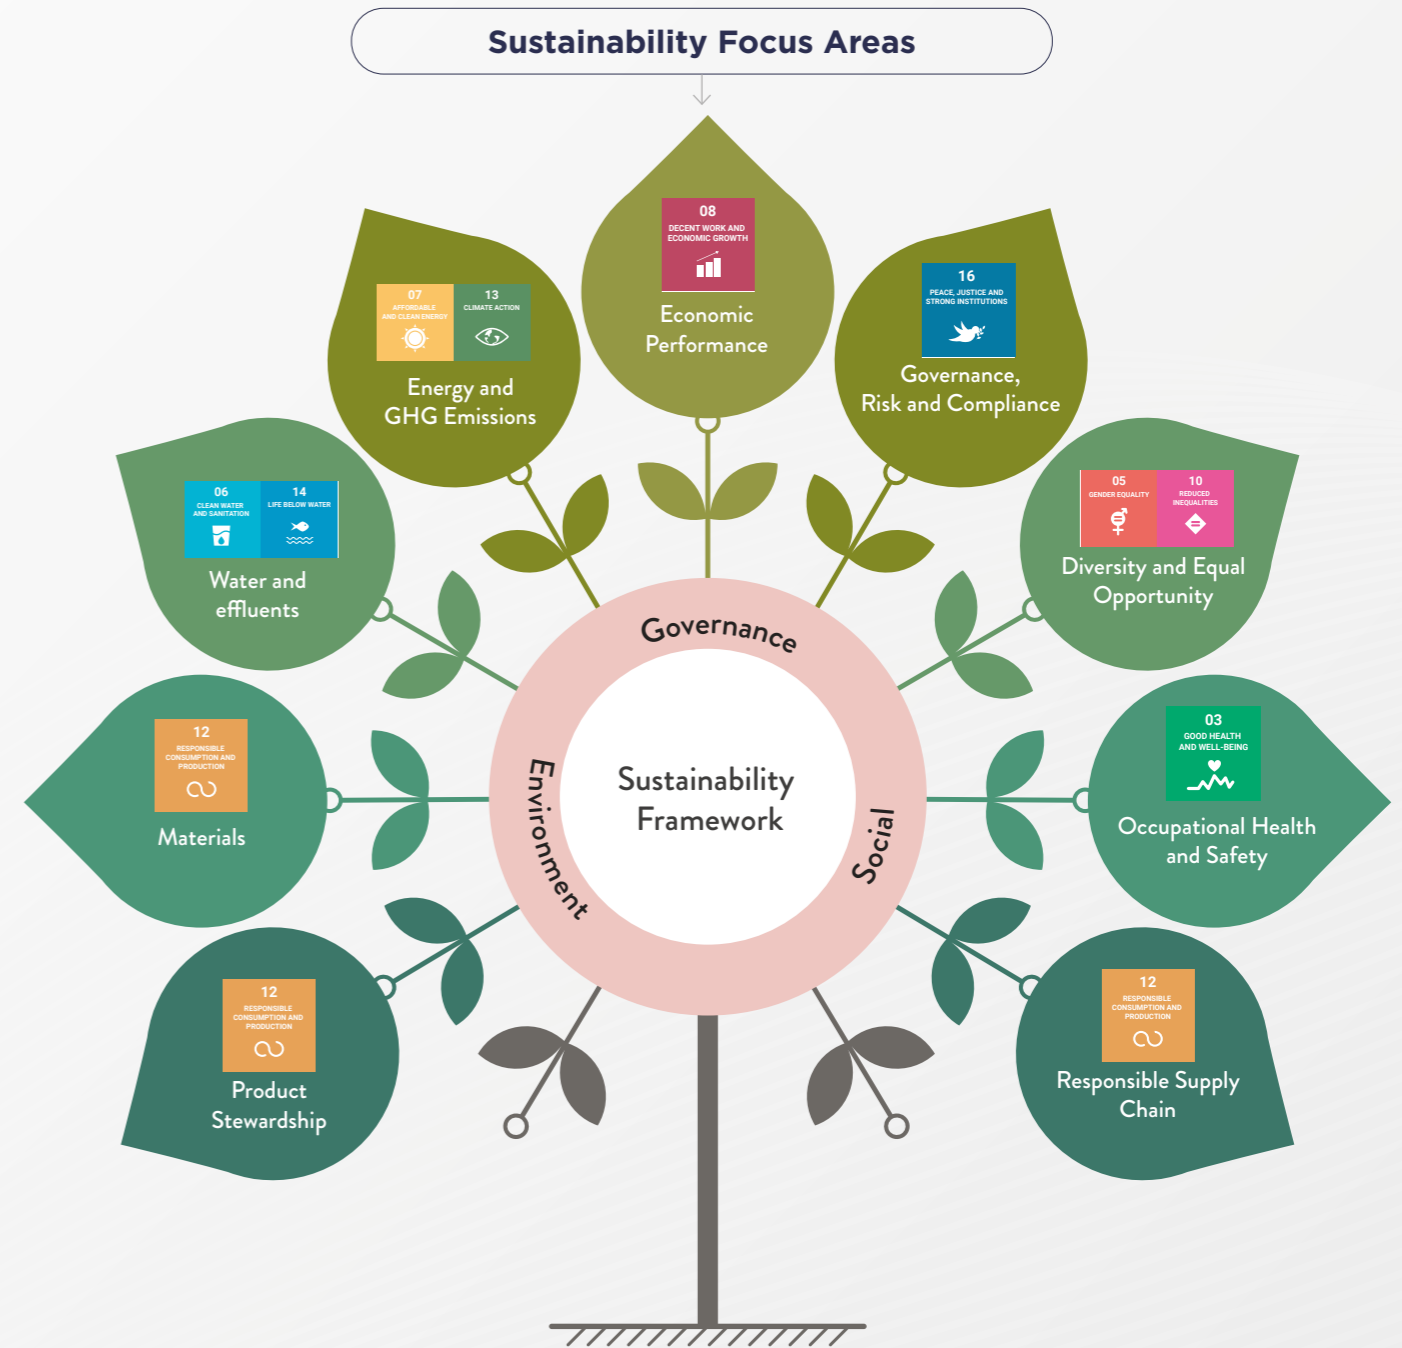 Sustainability Focus Areas
08
DECENT WORK AND
ECONOMIC GROWTH
Economic
Performance
07
AFFORDABLE
AND CLEAN ENERGY
13
CLIMATE ACTION
Energy and
GHG Emissions
16
PEACE, JUSTICE AND
STRONG INSTITUTIONS
Governance,
Risk and Compliance
06
CLEAN WATER
AND SANITATION
14
LIFE BELOW WATER
Water and
effluents
05
GENDER EQUALITY
10
REDUCED
INEQUALITIES
Diversity and Equal
Opportunity
Governance
Environment
Social
Sustainability
Framework
12
RESPONSIBLE
CONSUMPTION AND
PRODUCTION
Materials
03
GOOD HEALTH
AND WELL-BEING
Occupational Health
and Safety
12
RESPONSIBLE
CONSUMPTION AND
PRODUCTION
Product
Stewardship
12
RESPONSIBLE
CONSUMPTION AND
PRODUCTION
Responsible Supply
Chain